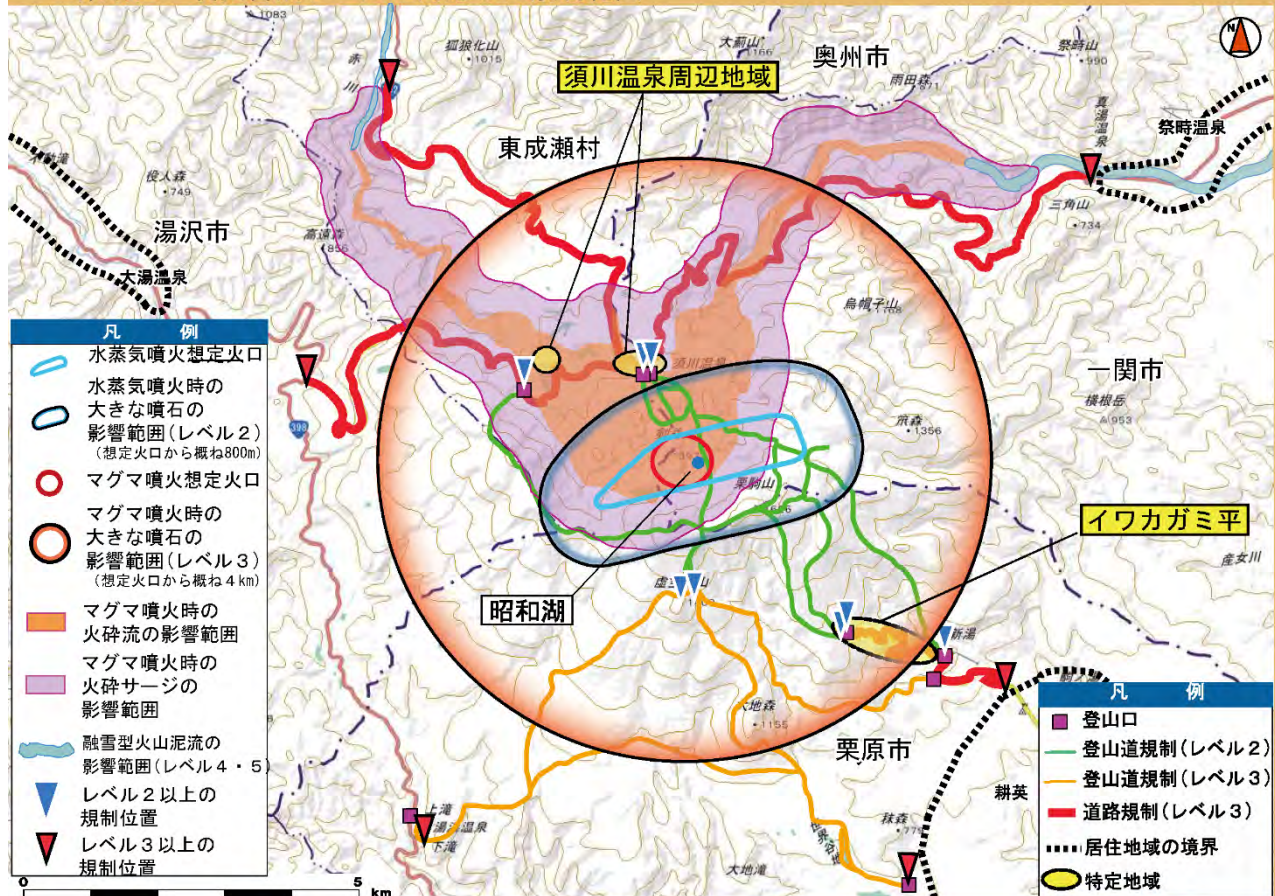 1083
狐狼化山
・1015
大薊山
1166
奥州市
祭畤山
・990
N
赤川
須川温泉周辺地域
雨田森
871
真湯温泉
祭畤温泉
東成瀬村
役人森
・749
湯沢市
三角山
・734
高達森
大湯温泉
烏帽子山
須川温泉
一関市
横根岳
953
笊森
・1356
398
栗駒山
イワカガミ平
産女川
昭和湖
新湯
大地森
・1155
栗原市
耕英
上滝
湯浜温泉
下滝
秣森
大地滝
凡 例
水蒸気噴火想定火口
水蒸気噴火時の
大きな噴石の
影響範囲(レベル2)
(想定火口から概ね800m)
マグマ噴火想定火口
マグマ噴火時の
大きな噴石の
影響範囲(レベル3)
(想定火口から概ね4km)
マグマ噴火時の
火砕流の影響範囲
マグマ噴火時の
火砕サージの
影響範囲
融雪型火山泥流の
影響範囲(レベル4・5)
レベル2以上の
規制位置
レベル3以上の
規制位置
0 5 km
凡 例
登山口
登山道規制(レベル2)
登山道規制(レベル3)
道路規制(レベル3)
居住地域の境界
特定地域